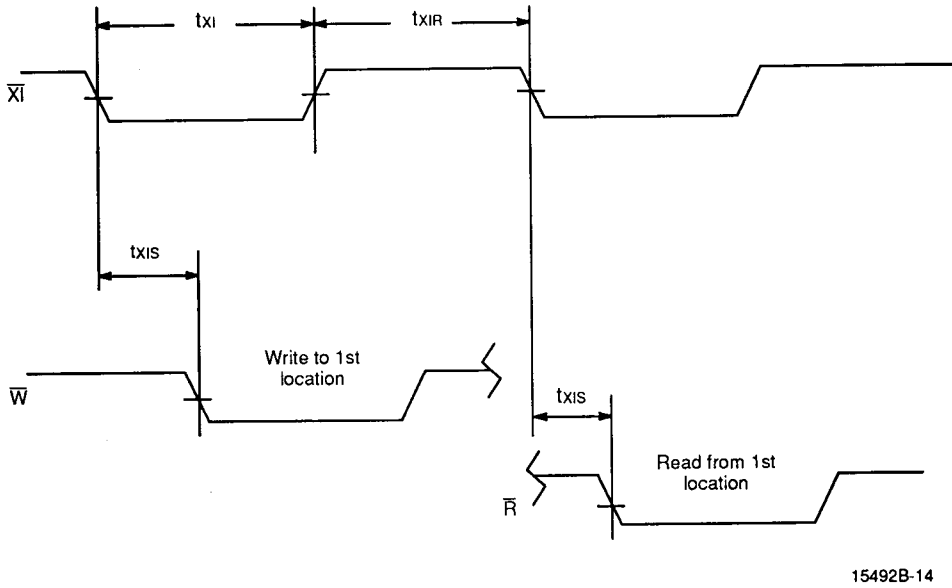 tXI
tXIR
XI
tXIS
Write to 1st
location
W
tXIS
Read from 1st
location
R
15492B-14